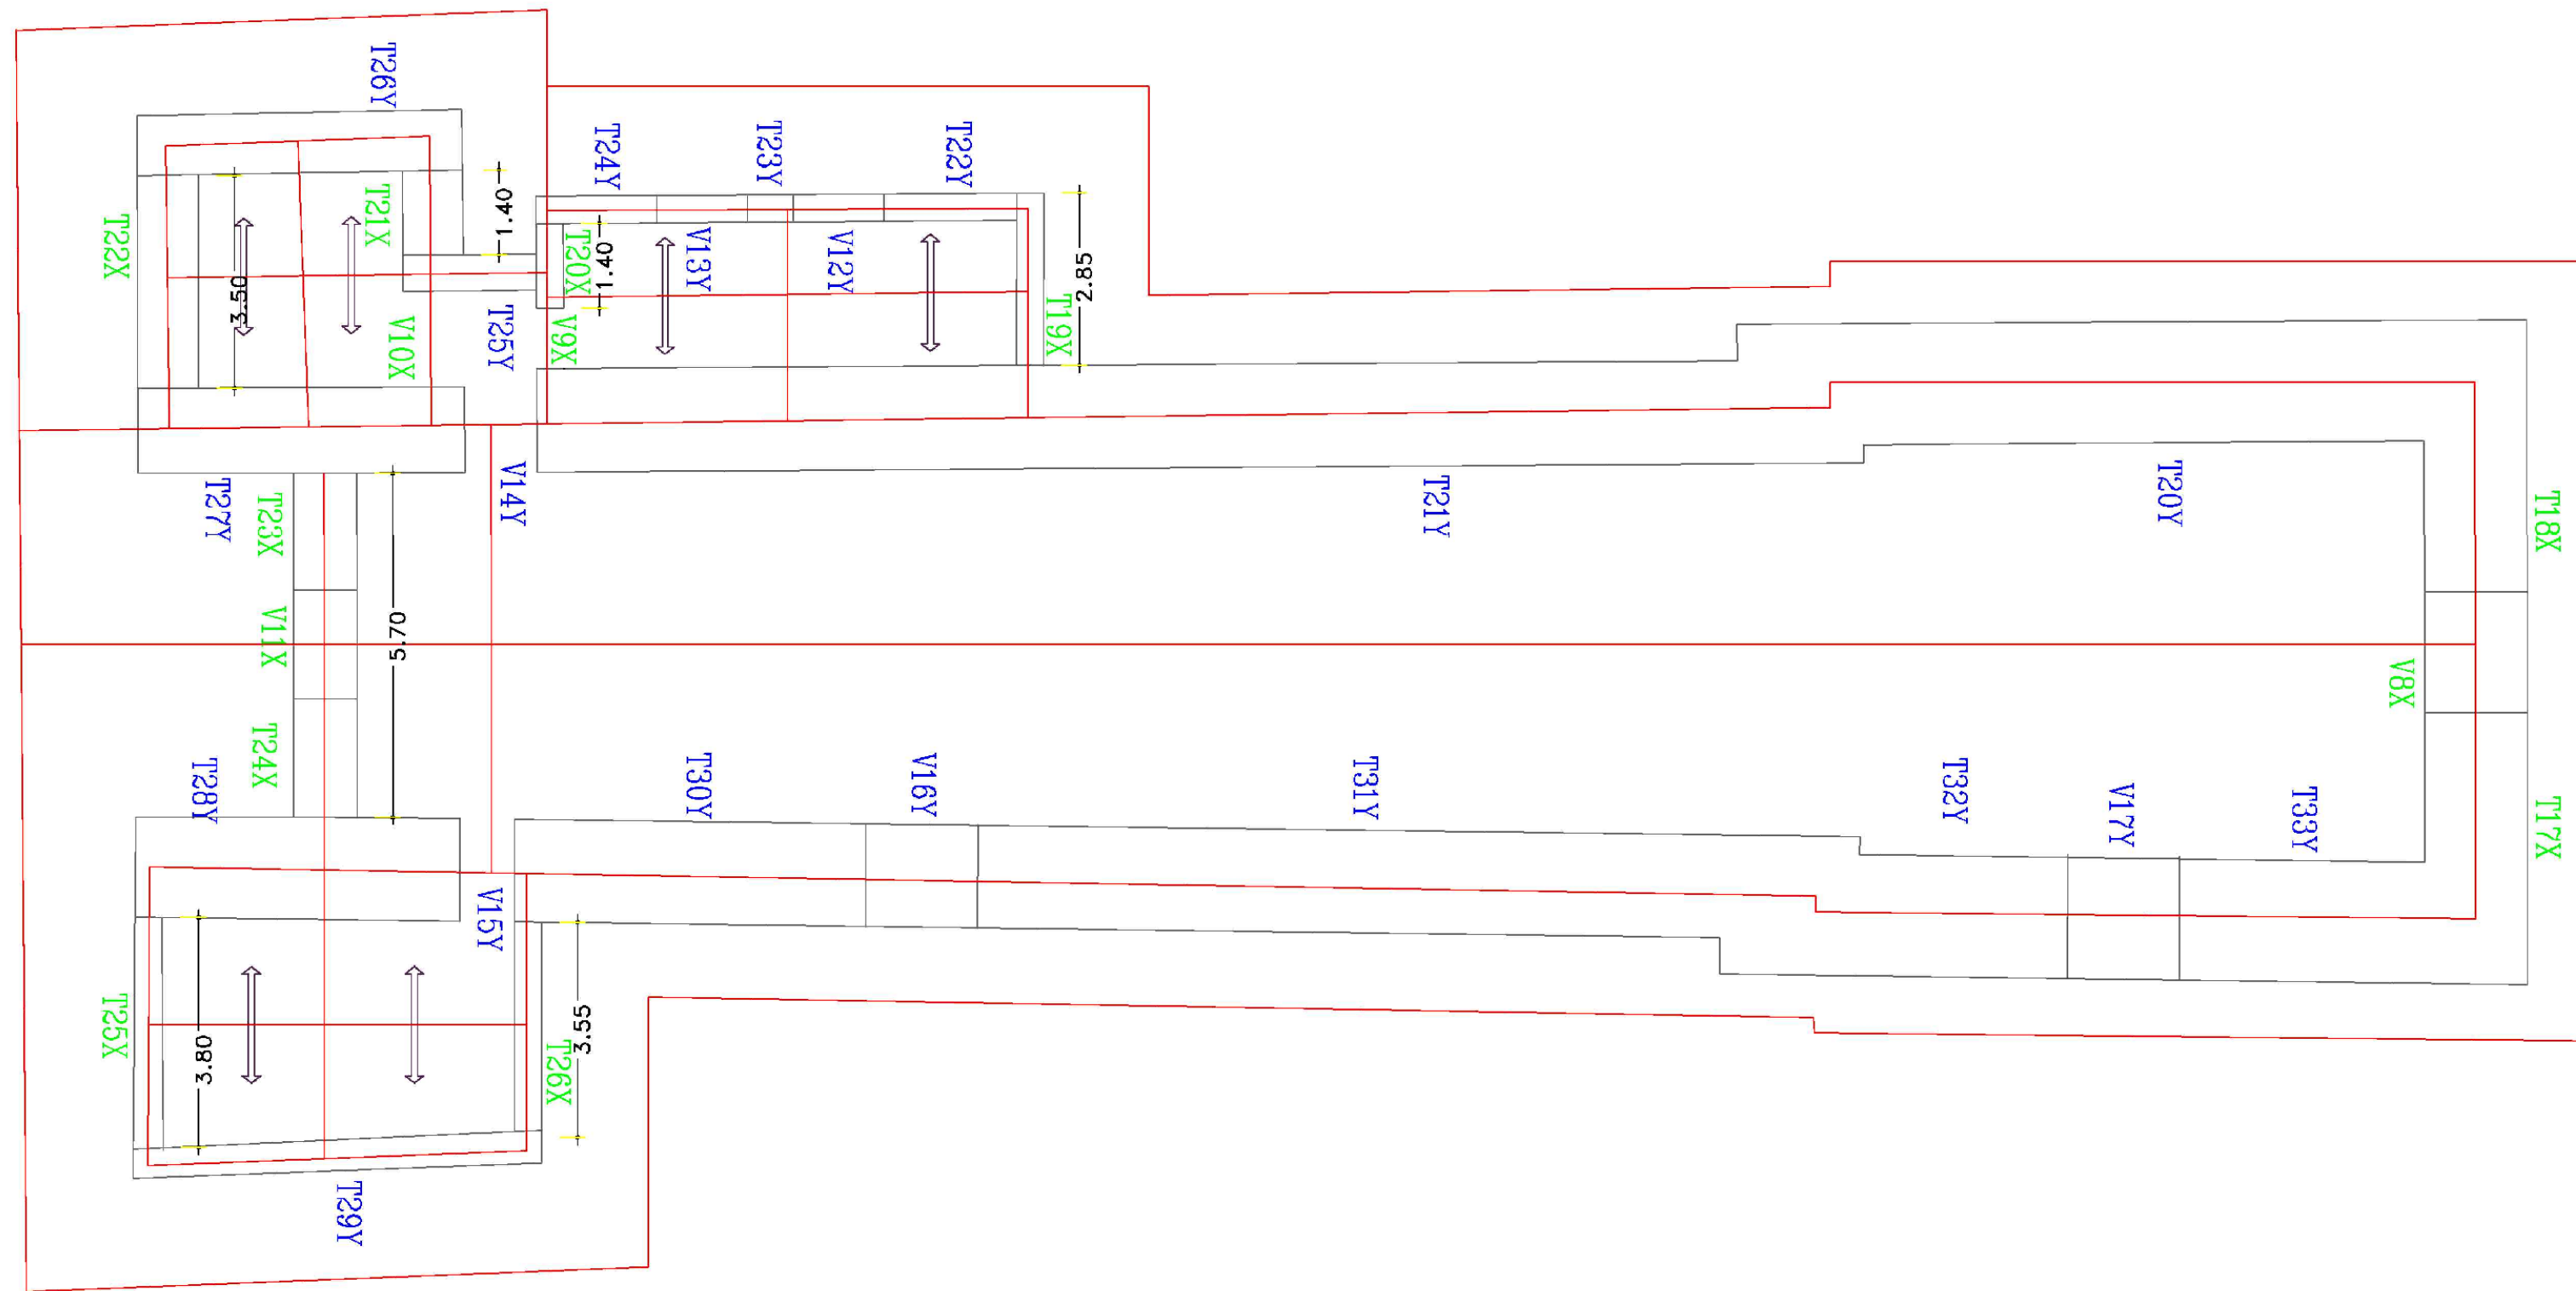 T26Y
T24Y
T23Y
T22Y
T22X
T21X
1.40
T20X
1.40
V13Y
V12Y
2.85
3.50
V10X
T25Y
V9X
T19X
T27Y
T23X
V14Y
T21Y
T20Y
T18X
V11X
5.70
V8X
T28Y
T24X
T30Y
V16Y
T31Y
T32Y
V17Y
T33Y
T17X
V15Y
T25X
3.80
T26X
3.55
T29Y